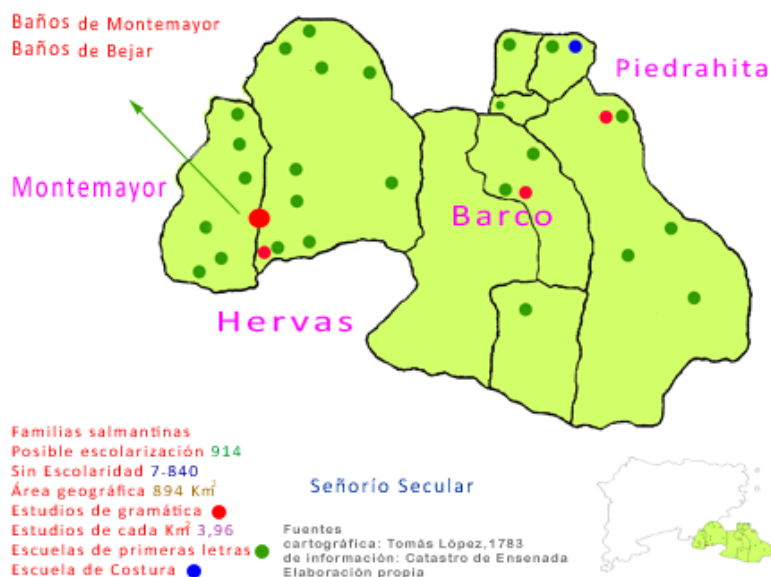 Baños de Montemayor
Baños de Bejar
Piedrahita
Montemayor
Barco
Hervas
Familias salmantinas
Posible escolarización 914
Sin Escolaridad 7-840
Área geográfica 894 Km²
Estudios de gramática
Estudios de cada Km² 3,96
Escuelas de primeras letras
Escuela de Costura
Señorío Secular
Fuentes
cartográfica: Tomás López,1783
de información: Catastro de Ensenada
Elaboración propia